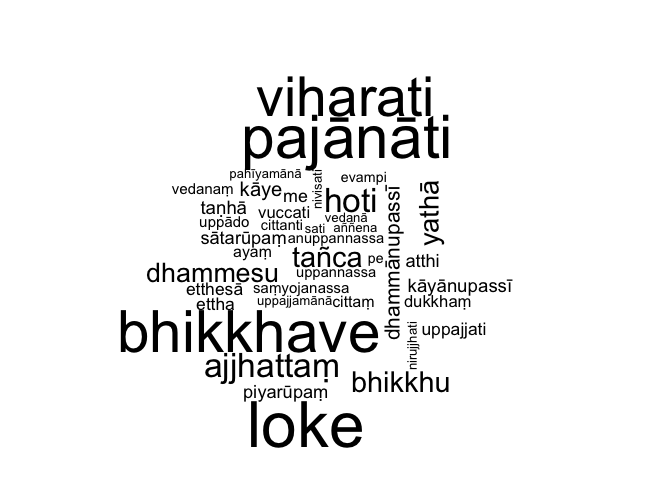 viharati
pajānāti
pahīyamānā
evampi
nivisati
vedanaṃ
kāye
me
hoti
yathā
taṇhā
vuccati
vedanā
uppādo
cittanti
sati
aññena
dhammānupassī
sātarūpaṃ
anuppannassa
ayaṃ
tañca
pe
atthi
dhammesu
uppannassa
etthesā
saṃyojanassa
kāyānupassī
ettha
uppajjamānā
cittaṃ
dukkhaṃ
bhikkhave
nirujjhati
uppajjati
ajjhattaṃ
bhikkhu
piyarūpaṃ
loke